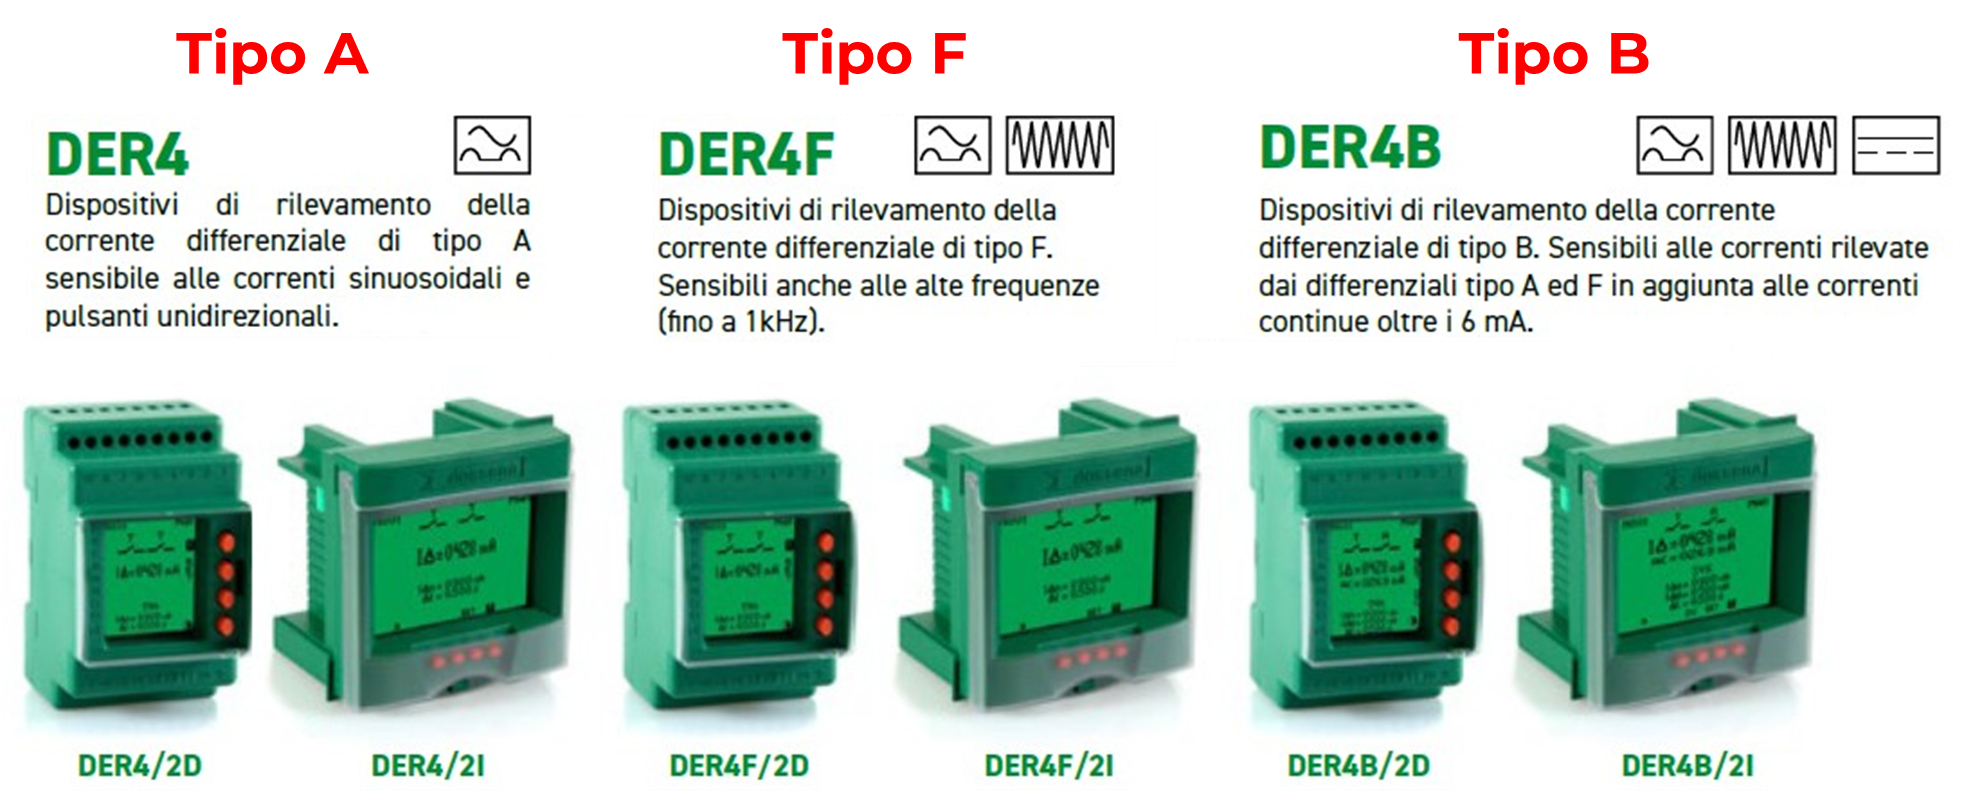 Tipo A
DER4
Dispositivi di rilevamento della
corrente differenziale di tipo A
sensibile alle correnti sinuosoidali e
pulsanti unidirezionali.
DER4/2D
DER4/2I
Tipo F
DER4F
Dispositivi di rilevamento della
corrente differenziale di tipo F.
Sensibili anche alle alte frequenze
(fino a 1kHz).
DER4F/2D
DER4F/2I
Tipo B
DER4B
Dispositivi di rilevamento della corrente
differenziale di tipo B. Sensibili alle correnti rilevate
dai differenziali tipo A ed F in aggiunta alle correnti
continue oltre i 6 mA.
DER4B/2D
DER4B/2I